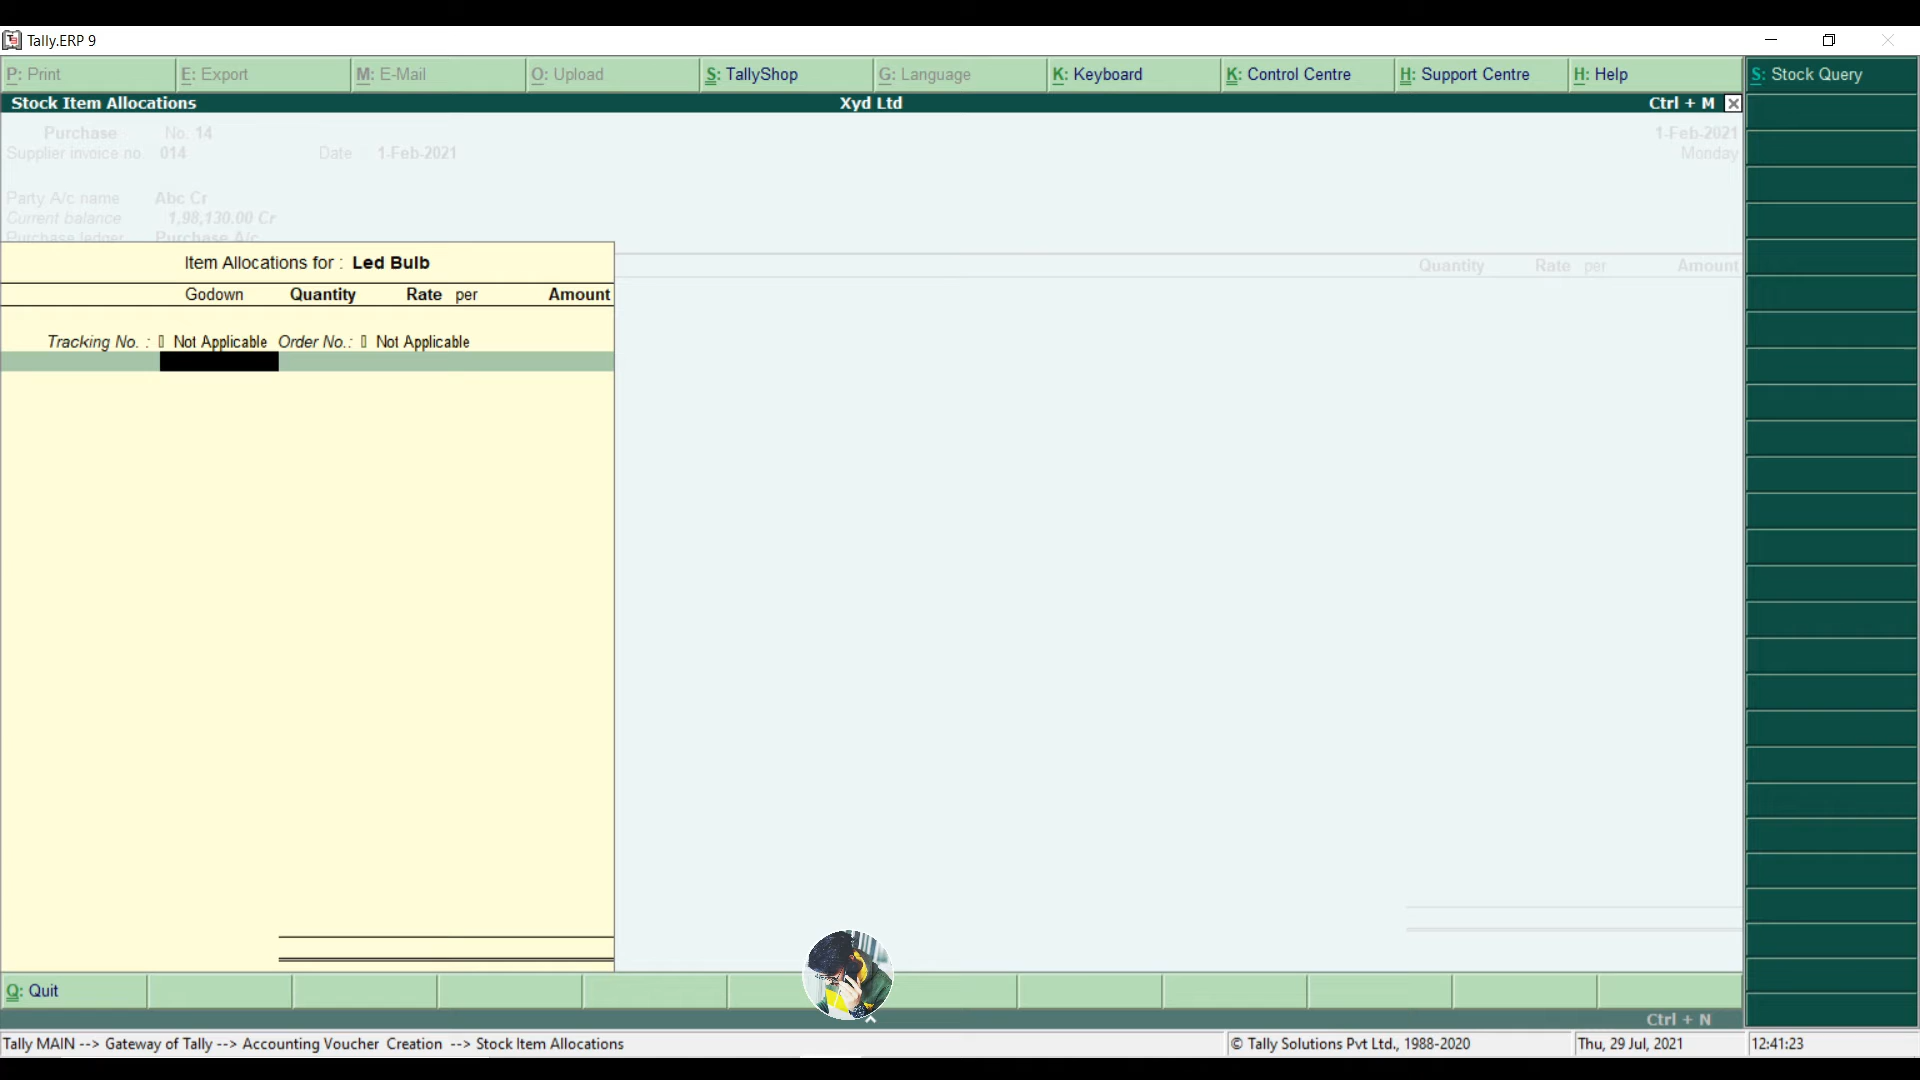 Tally.ERP 9
P: Print E: Export M: E-Mail O: Upload S: TallyShop G: Language K: Keyboard K: Control Centre H: Support Centre H: Help S: Stock Query
Stock Item Allocations Xyd Ltd Ctrl + M
Purchase No. 14 1-Feb-2021
Supplier invoice no. 014 Date 1-Feb-2021 Monday
Party A/c name Abc Cr
Current balance 1,98,130.00 Cr
Purchase ledger Purchase A/c
Item Allocations for : Led Bulb
Quantity Rate per Amount
Godown Quantity Rate per Amount
Tracking No. : Not Applicable Order No.: Not Applicable
Q: Quit
Ctrl + N
Tally MAIN --> Gateway of Tally --> Accounting Voucher Creation --> Stock Item Allocations © Tally Solutions Pvt Ltd., 1988-2020 Thu, 29 Jul, 2021 12:41:23